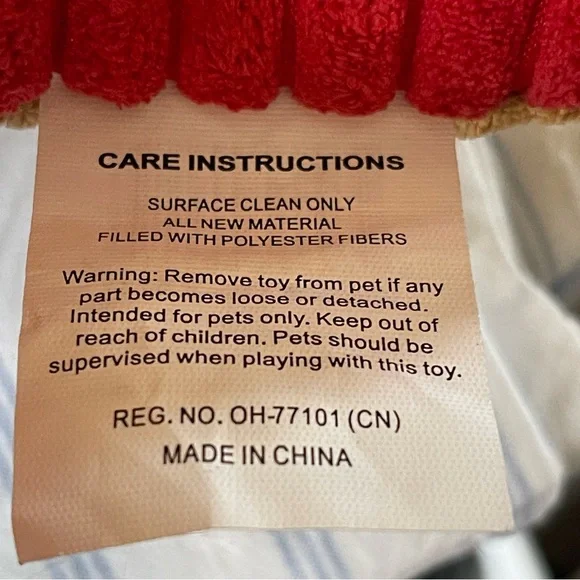 CARE INSTRUCTIONS
SURFACE CLEAN ONLY
ALL NEW MATERIAL
FILLED WITH POLYESTER FIBERS
Warning: Remove toy from pet if any
part becomes loose or detached.
Intended for pets only. Keep out of
reach of children. Pets should be
supervised when playing with this toy.
REG. NO. OH-77101 (CN)
MADE IN CHINA